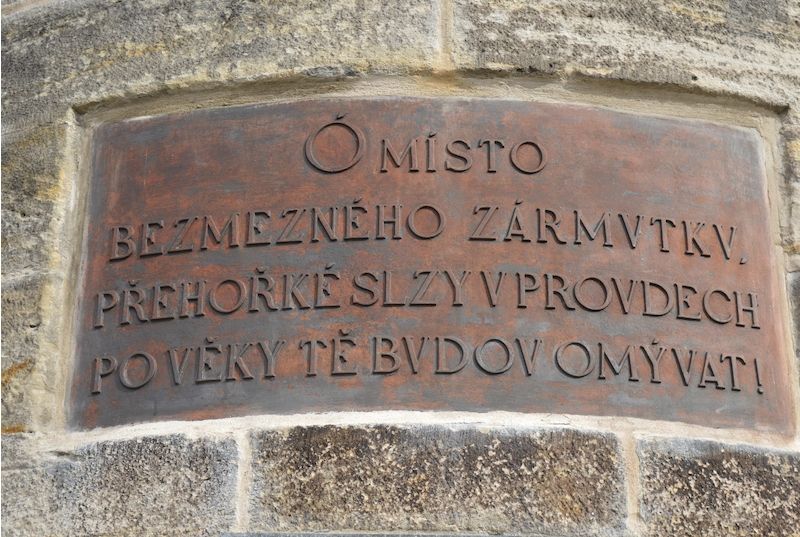 Ó MÍSTO
BEZMEZNÉHO ZÁRMVTKV,
PŘEHOŘKÉ SLZY V PROVDECH
PO VĚKY TĚ BVDOV OMÝVAT!